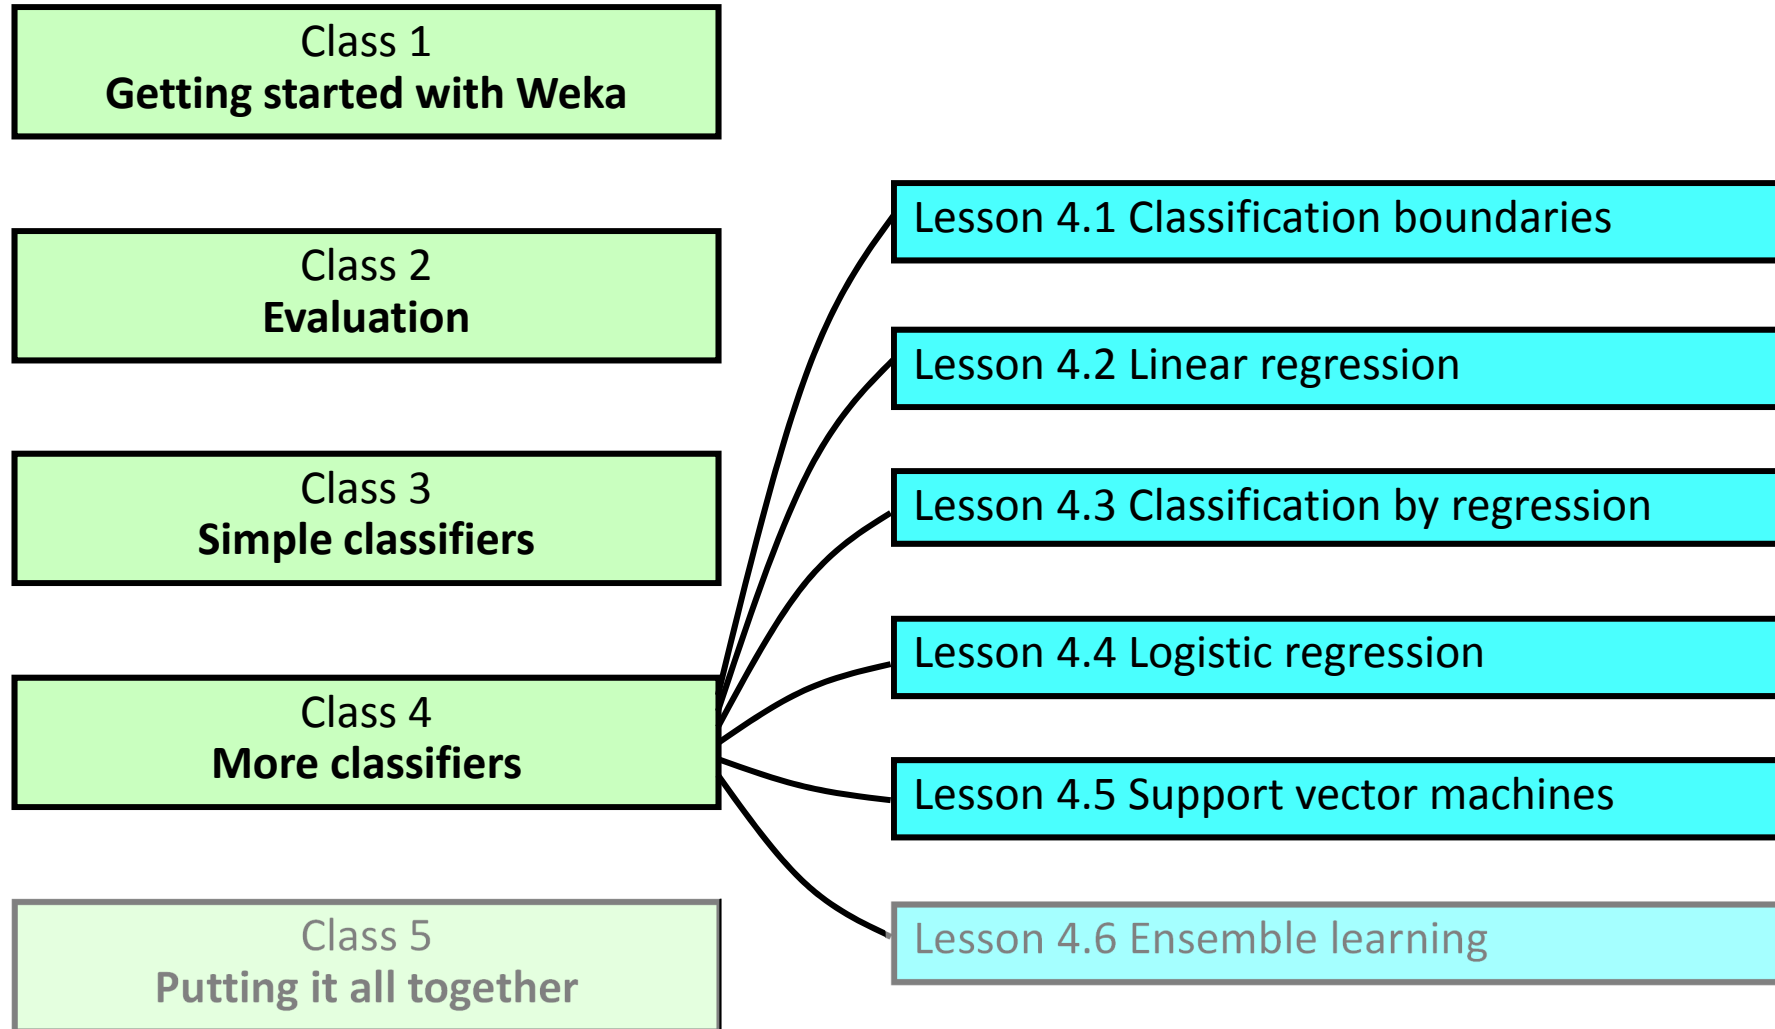 Class 1
Getting started with Weka
Class 2
Evaluation
Class 3
Simple classifiers
Class 4
More classifiers
Class 5
Putting it all together
Lesson 4.1 Classification boundaries
Lesson 4.2 Linear regression
Lesson 4.3 Classification by regression
Lesson 4.4 Logistic regression
Lesson 4.5 Support vector machines
Lesson 4.6 Ensemble learning